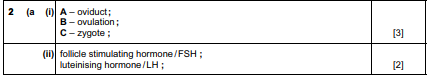 2 (a (i) A – oviduct ;
B – ovulation ;
C – zygote ; [3]
(ii) follicle stimulating hormone / FSH ;
luteinising hormone / LH ; [2]